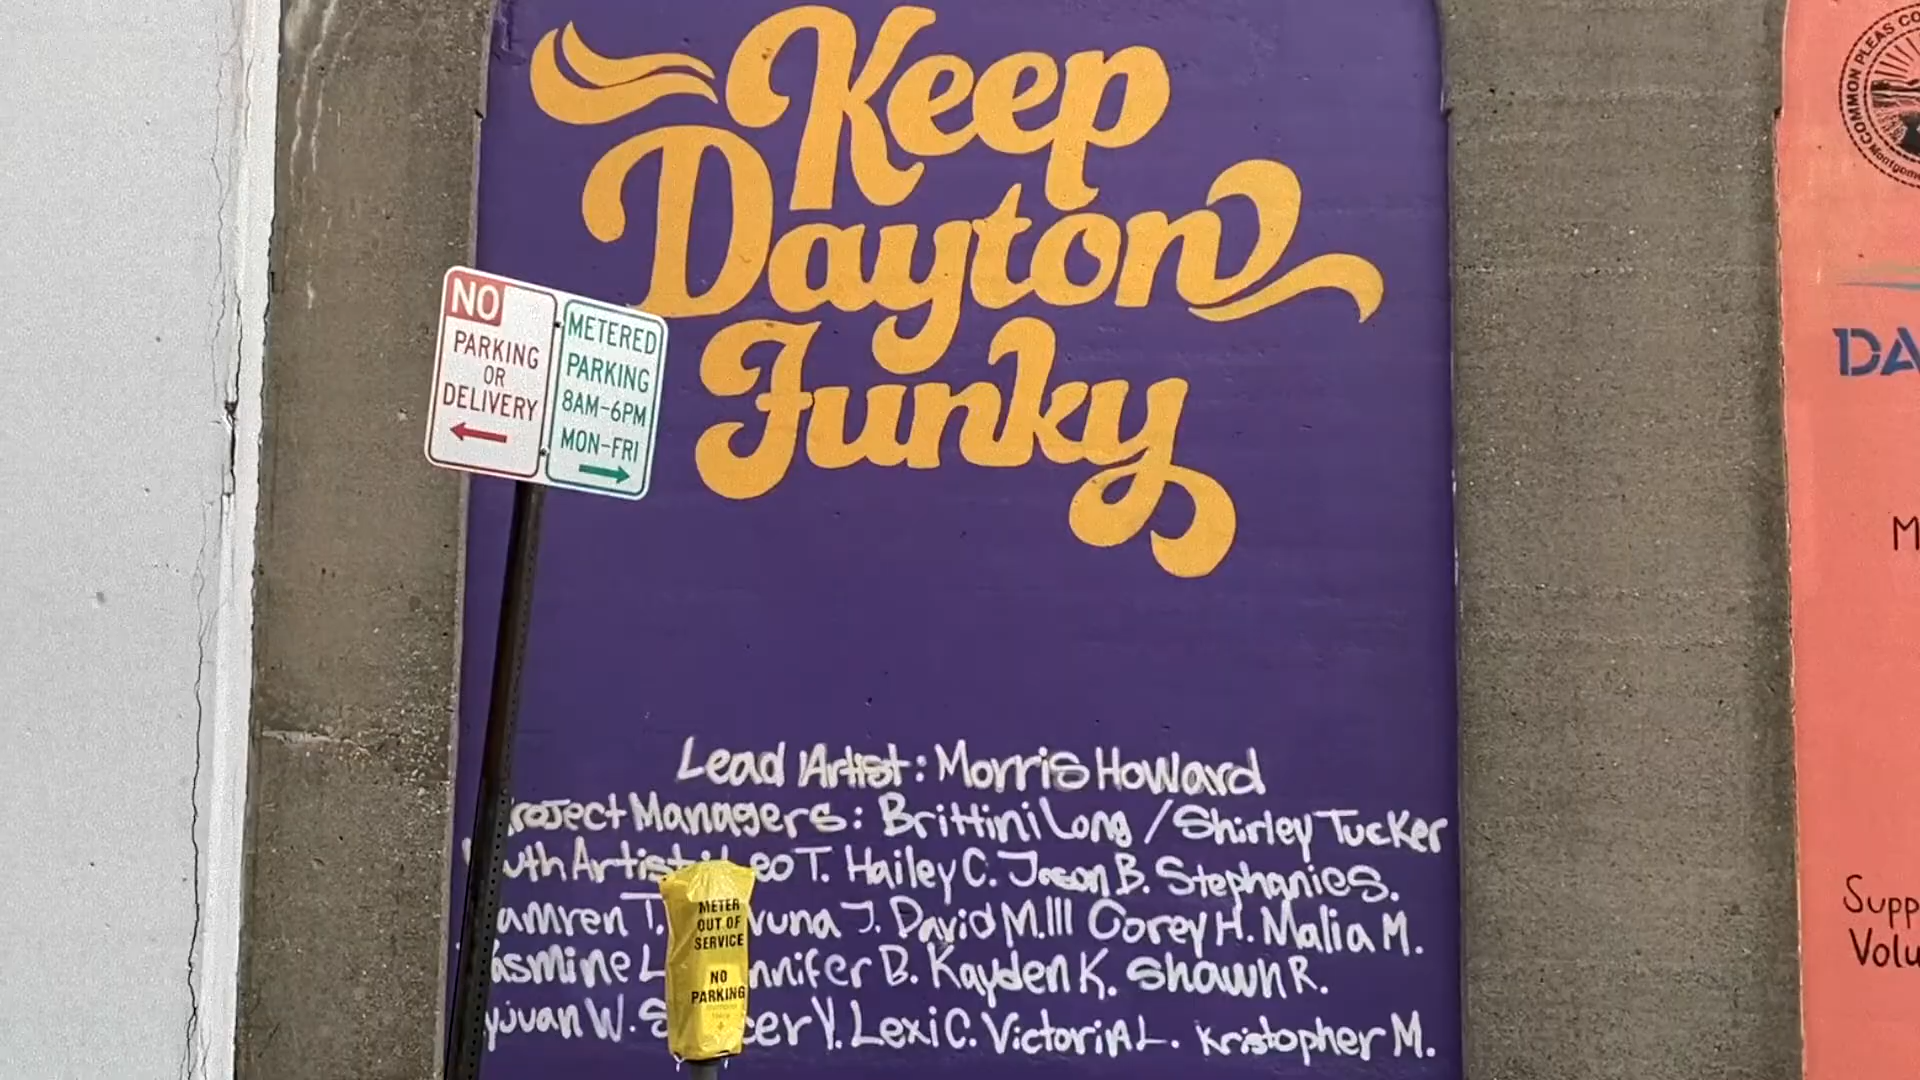 Keep
Dayton
Funky
NO
PARKING
OR
DELIVERY
METERED
PARKING
8AM-6PM
MON-FRI
Lead Artist: Morris Howard
Managers: Brittini Long / Shirley Tucker
T. Hailey C. Jason B. Stephanie S.
T. J. David M.III Corey H. Malia M.
L B. Kayden K. Shawn R.
W. Y. Lexi C. Victoria L. Kristopher M.
METER
OUT OF
SERVICE
NO
PARKING
COMMON PLEAS